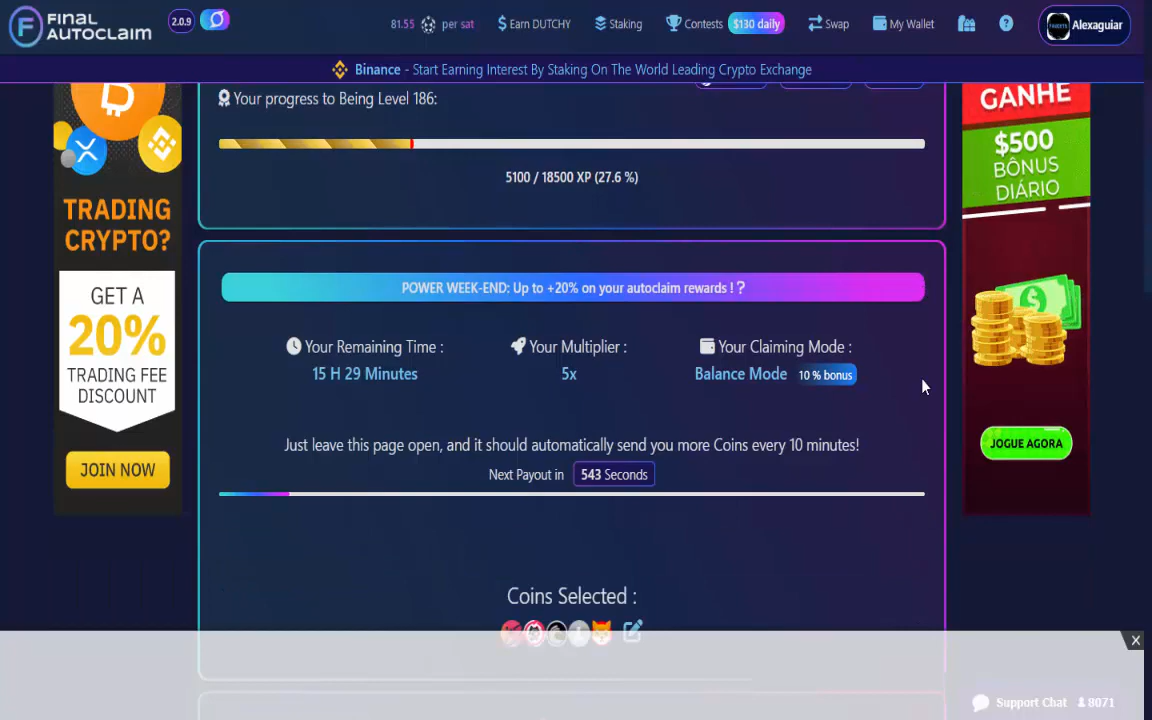 FINAL
AUTOCLAIM
2.0.9
81.55 per sat
Earn DUTCHY
Staking
Contests $130 daily
Swap
My Wallet
Alexaguiar
Binance - Start Earning Interest By Staking On The World Leading Crypto Exchange
Your progress to Being Level 186:
5100 / 18500 XP (27.6 %)
POWER WEEK-END: Up to +20% on your autoclaim rewards ! ?
Your Remaining Time :
15 H 29 Minutes
Your Multiplier :
5x
Your Claiming Mode :
Balance Mode 10 % bonus
Just leave this page open, and it should automatically send you more Coins every 10 minutes!
Next Payout in 543 Seconds
Coins Selected :
TRADING
CRYPTO?
GET A
20%
TRADING FEE
DISCOUNT
JOIN NOW
GANHE
$500
BÔNUS
DIÁRIO
JOGUE AGORA
X
Support Chat 8071